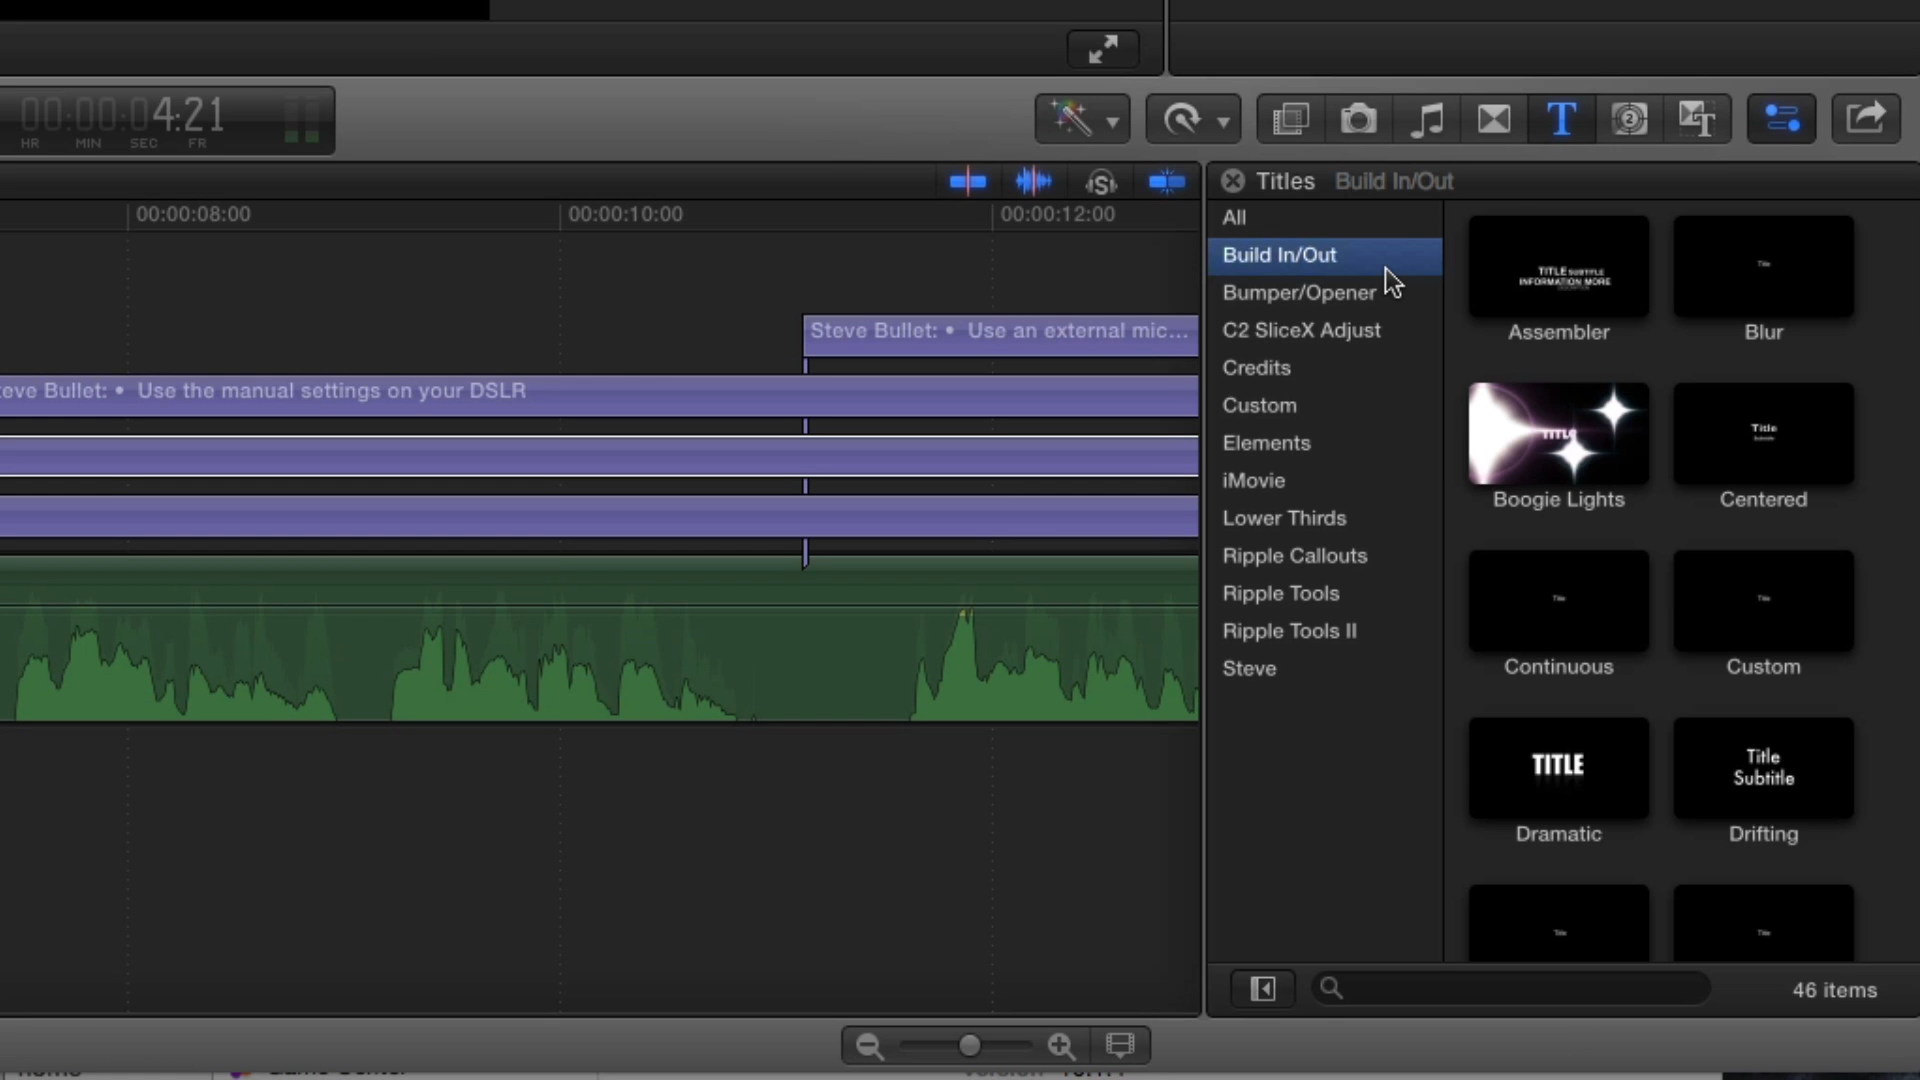 00:00:04:21
HR MIN SEC FR
Titles Build In/Out
00:00:08:00 00:00:10:00 00:00:12:00
All
Build In/Out
Bumper/Opener
C2 SliceX Adjust
Credits
Custom
Elements
iMovie
Lower Thirds
Ripple Callouts
Ripple Tools
Ripple Tools II
Steve
Steve Bullet: • Use an external mic...
teve Bullet: • Use the manual settings on your DSLR
TITLE SUBTITLE
INFORMATION MORE
Title
Assembler Blur
TITLE
Title
Boogie Lights Centered
Title Title
Continuous Custom
TITLE
Title
Subtitle
Dramatic Drifting
Title Title
46 items